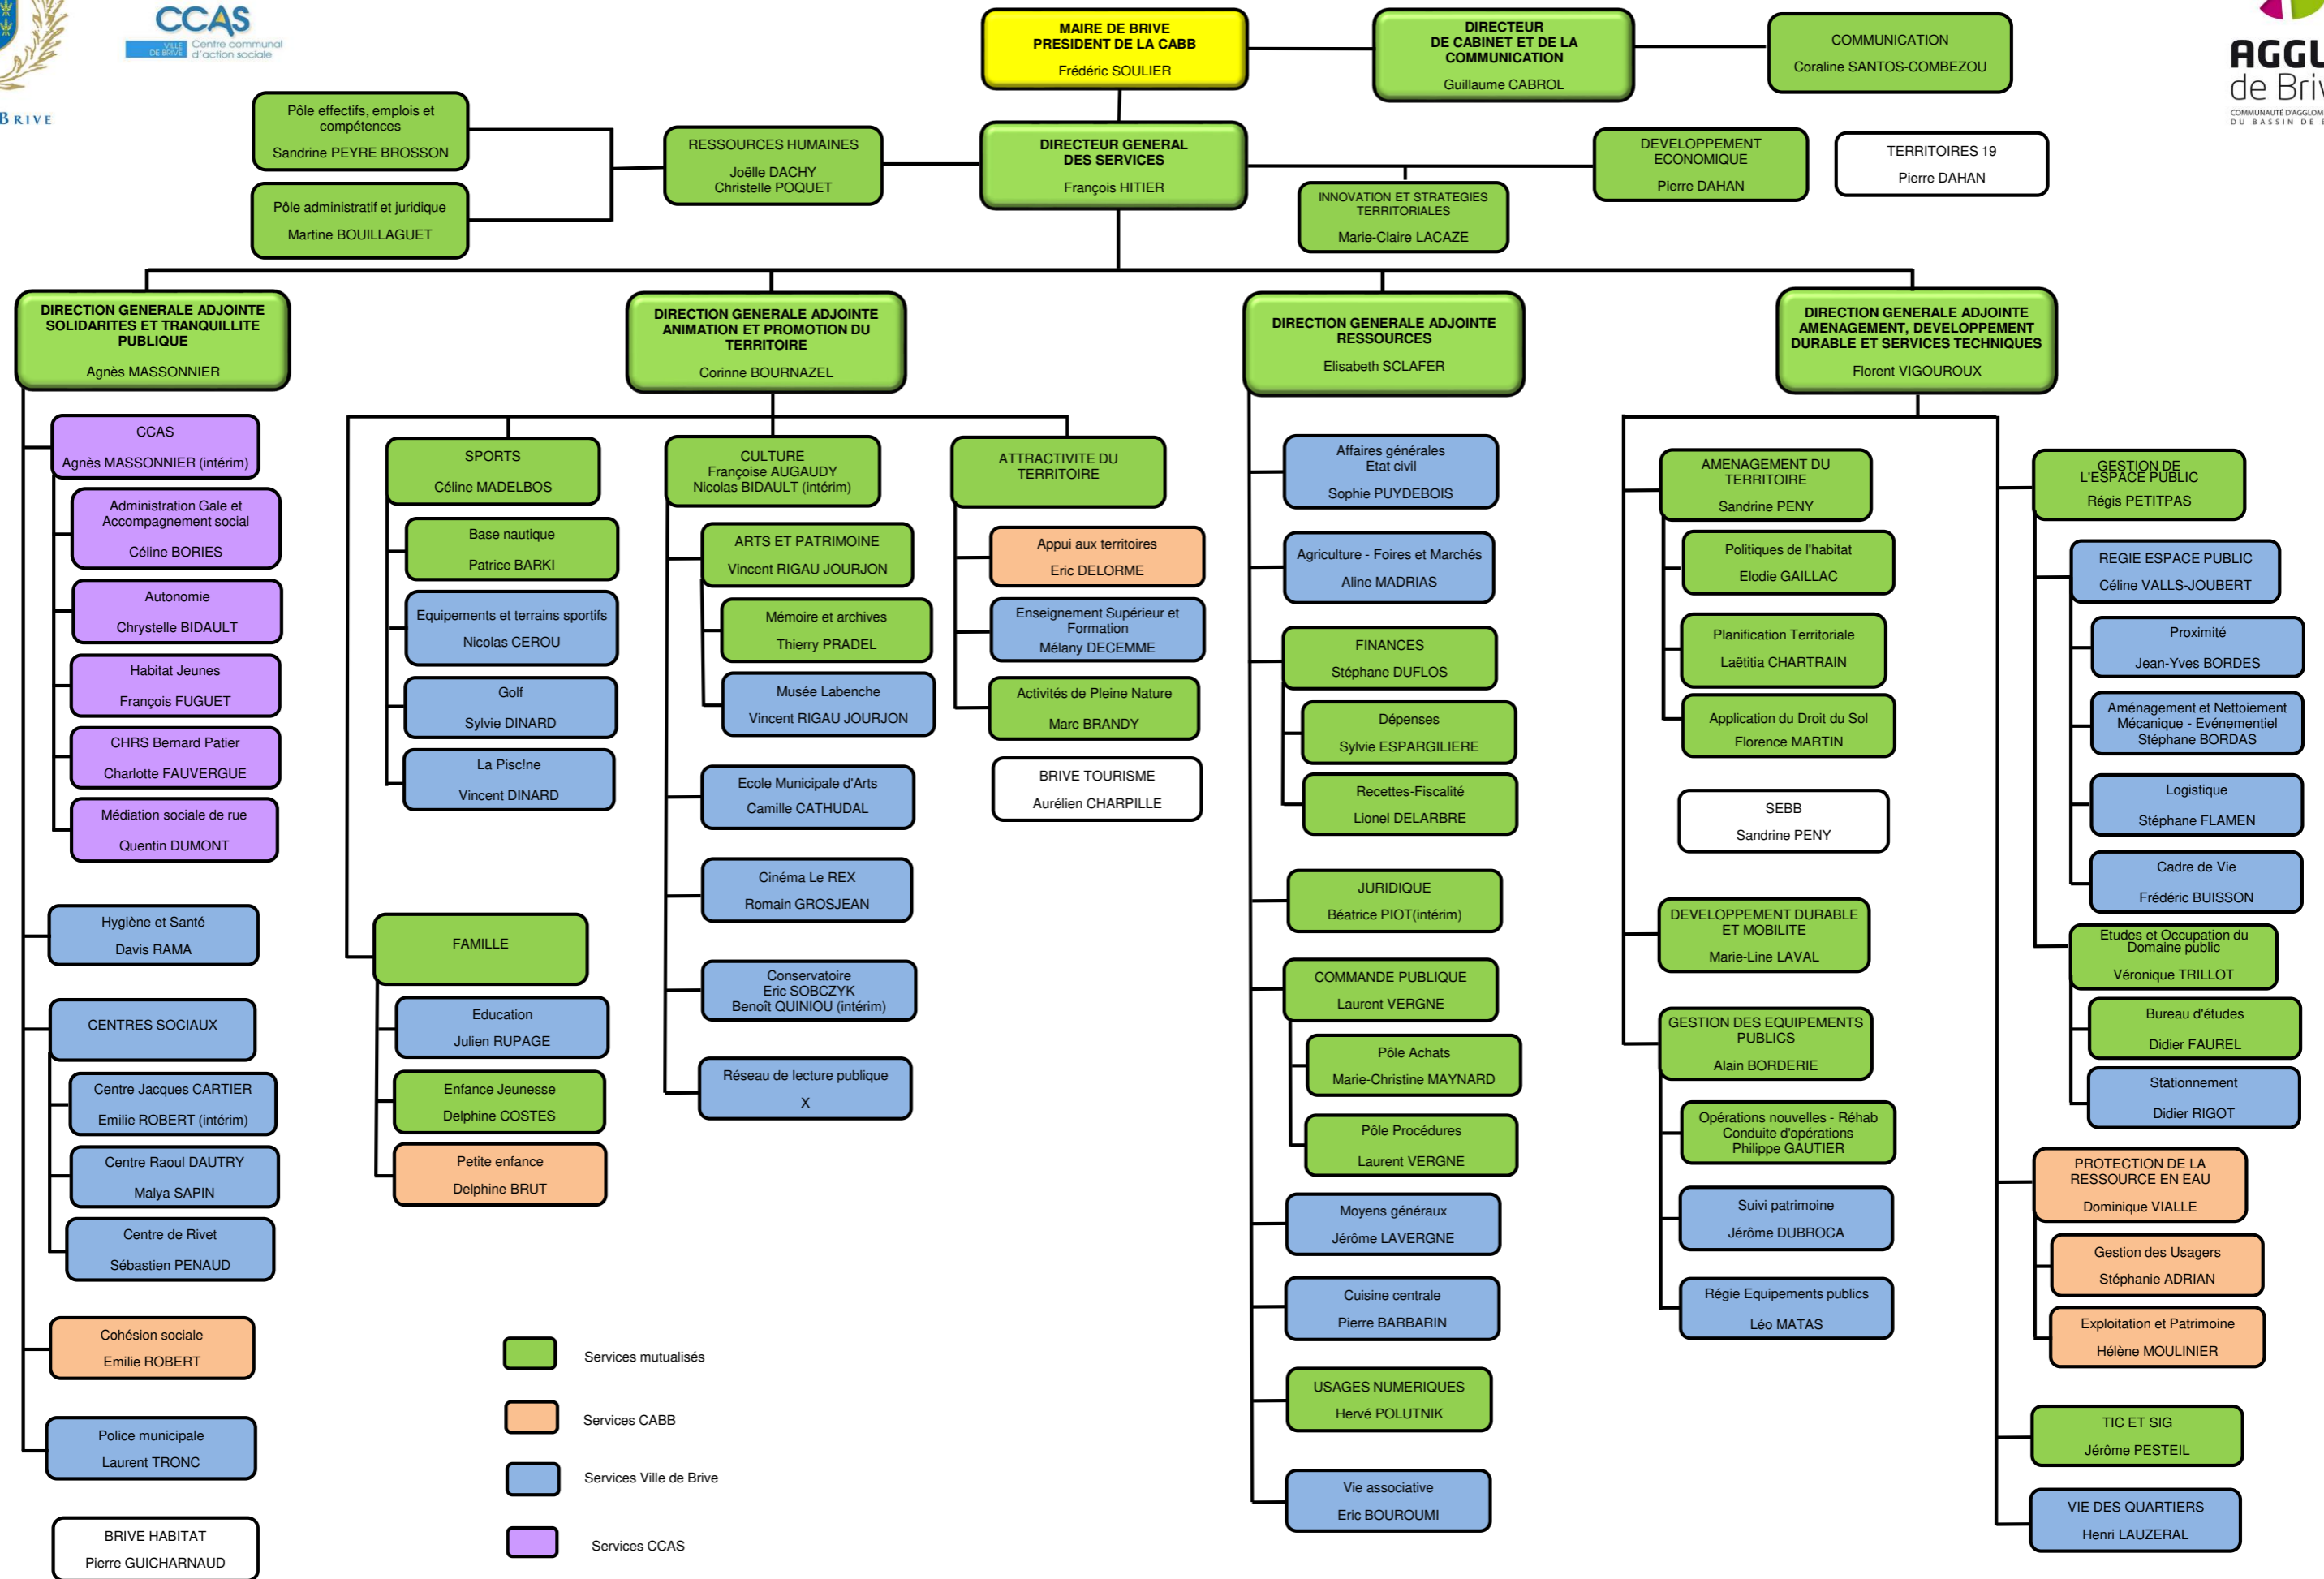 BRIVE
CCAS
VILLE
DE BRIVE
Centre communal
d'action sociale
MAIRE DE BRIVE
PRESIDENT DE LA CABB
Frédéric SOULIER
DIRECTEUR
DE CABINET ET DE LA
COMMUNICATION
Guillaume CABROL
COMMUNICATION
Coraline SANTOS-COMBEZOU
de
COMMUNAUTÉ
DU BASSIN DE
Pôle effectifs, emplois et
compétences
Sandrine PEYRE BROSSON
Pôle administratif et juridique
Martine BOUILLAGUET
RESSOURCES HUMAINES
Joëlle DACHY
Christelle POQUET
DIRECTEUR GENERAL
DES SERVICES
François HITIER
INNOVATION ET STRATEGIES
TERRITORIALES
Marie-Claire LACAZE
DEVELOPPEMENT
ECONOMIQUE
Pierre DAHAN
TERRITOIRES 19
Pierre DAHAN
DIRECTION GENERALE ADJOINTE
SOLIDARITES ET TRANQUILLITE
PUBLIQUE
Agnès MASSONNIER
CCAS
Agnès MASSONNIER (intérim)
Administration Gale et
Accompagnement social
Céline BORIES
Autonomie
Chrystelle BIDAULT
Habitat Jeunes
François FUGUET
CHRS Bernard Patier
Charlotte FAUVERGUE
Médiation sociale de rue
Quentin DUMONT
Hygiène et Santé
Davis RAMA
CENTRES SOCIAUX
Centre Jacques CARTIER
Emilie ROBERT (intérim)
Centre Raoul DAUTRY
Malya SAPIN
Centre de Rivet
Sébastien PENAUD
Cohésion sociale
Emilie ROBERT
Police municipale
Laurent TRONC
BRIVE HABITAT
Pierre GUICHARNAUD
DIRECTION GENERALE ADJOINTE
ANIMATION ET PROMOTION DU
TERRITOIRE
Corinne BOURNAZEL
SPORTS
Céline MADELBOS
Base nautique
Patrice BARKI
Equipements et terrains sportifs
Nicolas CEROU
Golf
Sylvie DINARD
La Pisc!ne
Vincent DINARD
FAMILLE
Education
Julien RUPAGE
Enfance Jeunesse
Delphine COSTES
Petite enfance
Delphine BRUT
CULTURE
Françoise AUGAUDY
Nicolas BIDAULT (intérim)
ARTS ET PATRIMOINE
Vincent RIGAU JOURJON
Mémoire et archives
Thierry PRADEL
Musée Labenche
Vincent RIGAU JOURJON
Ecole Municipale d'Arts
Camille CATHUDAL
Cinéma Le REX
Romain GROSJEAN
Conservatoire
Eric SOBCZYK
Benoît QUINIOU (intérim)
Réseau de lecture publique
X
ATTRACTIVITE DU
TERRITOIRE
Appui aux territoires
Eric DELORME
Enseignement Supérieur et
Formation
Mélany DECEMME
Activités de Pleine Nature
Marc BRANDY
BRIVE TOURISME
Aurélien CHARPILLE
DIRECTION GENERALE ADJOINTE
RESSOURCES
Elisabeth SCLAFER
Affaires générales
Etat civil
Sophie PUYDEBOIS
Agriculture - Foires et Marchés
Aline MADRIAS
FINANCES
Stéphane DUFLOS
Dépenses
Sylvie ESPARGILIERE
Recettes-Fiscalité
Lionel DELARBRE
JURIDIQUE
Béatrice PIOT(intérim)
COMMANDE PUBLIQUE
Laurent VERGNE
Pôle Achats
Marie-Christine MAYNARD
Pôle Procédures
Laurent VERGNE
Moyens généraux
Jérôme LAVERGNE
Cuisine centrale
Pierre BARBARIN
USAGES NUMERIQUES
Hervé POLUTNIK
Vie associative
Eric BOUROUMI
DIRECTION GENERALE ADJOINTE
AMENAGEMENT, DEVELOPPEMENT
DURABLE ET SERVICES TECHNIQUES
Florent VIGOUROUX
AMENAGEMENT DU
TERRITOIRE
Sandrine PENY
Politiques de l'habitat
Elodie GAILLAC
Planification Territoriale
Laëtitia CHARTRAIN
Application du Droit du Sol
Florence MARTIN
SEBB
Sandrine PENY
DEVELOPPEMENT DURABLE
ET MOBILITE
Marie-Line LAVAL
GESTION DES EQUIPEMENTS
PUBLICS
Alain BORDERIE
Opérations nouvelles - Réhab
Conduite d'opérations
Philippe GAUTIER
Suivi patrimoine
Jérôme DUBROCA
Régie Equipements publics
Léo MATAS
GESTION DE
L'ESPACE PUBLIC
Régis PETITPAS
REGIE ESPACE PUBLIC
Céline VALLS-JOUBERT
Proximité
Jean-Yves BORDES
Aménagement et Nettoiement
Mécanique - Evénementiel
Stéphane BORDAS
Logistique
Stéphane FLAMEN
Cadre de Vie
Frédéric BUISSON
Etudes et Occupation du
Domaine public
Véronique TRILLOT
Bureau d'études
Didier FAUREL
Stationnement
Didier RIGOT
PROTECTION DE LA
RESSOURCE EN EAU
Dominique VIALLE
Gestion des Usagers
Stéphanie ADRIAN
Exploitation et Patrimoine
Hélène MOULINIER
TIC ET SIG
Jérôme PESTEIL
VIE DES QUARTIERS
Henri LAUZERAL
Services mutualisés
Services CABB
Services Ville de Brive
Services CCAS